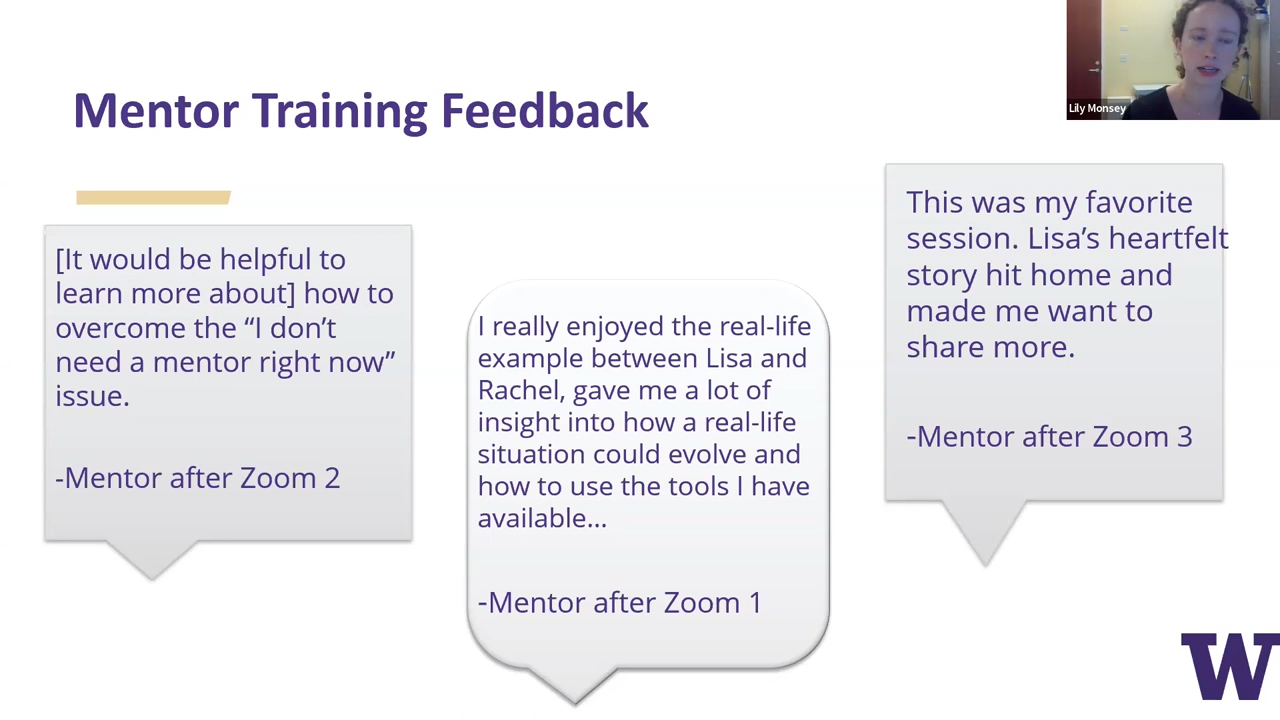 Lily Monsey
Mentor Training Feedback
[It would be helpful to
learn more about] how to
overcome the “I don’t
need a mentor right now”
issue.
-Mentor after Zoom 2
I really enjoyed the real-life
example between Lisa and
Rachel, gave me a lot of
insight into how a real-life
situation could evolve and
how to use the tools I have
available...
-Mentor after Zoom 1
This was my favorite
session. Lisa’s heartfelt
story hit home and
made me want to
share more.
-Mentor after Zoom 3
W